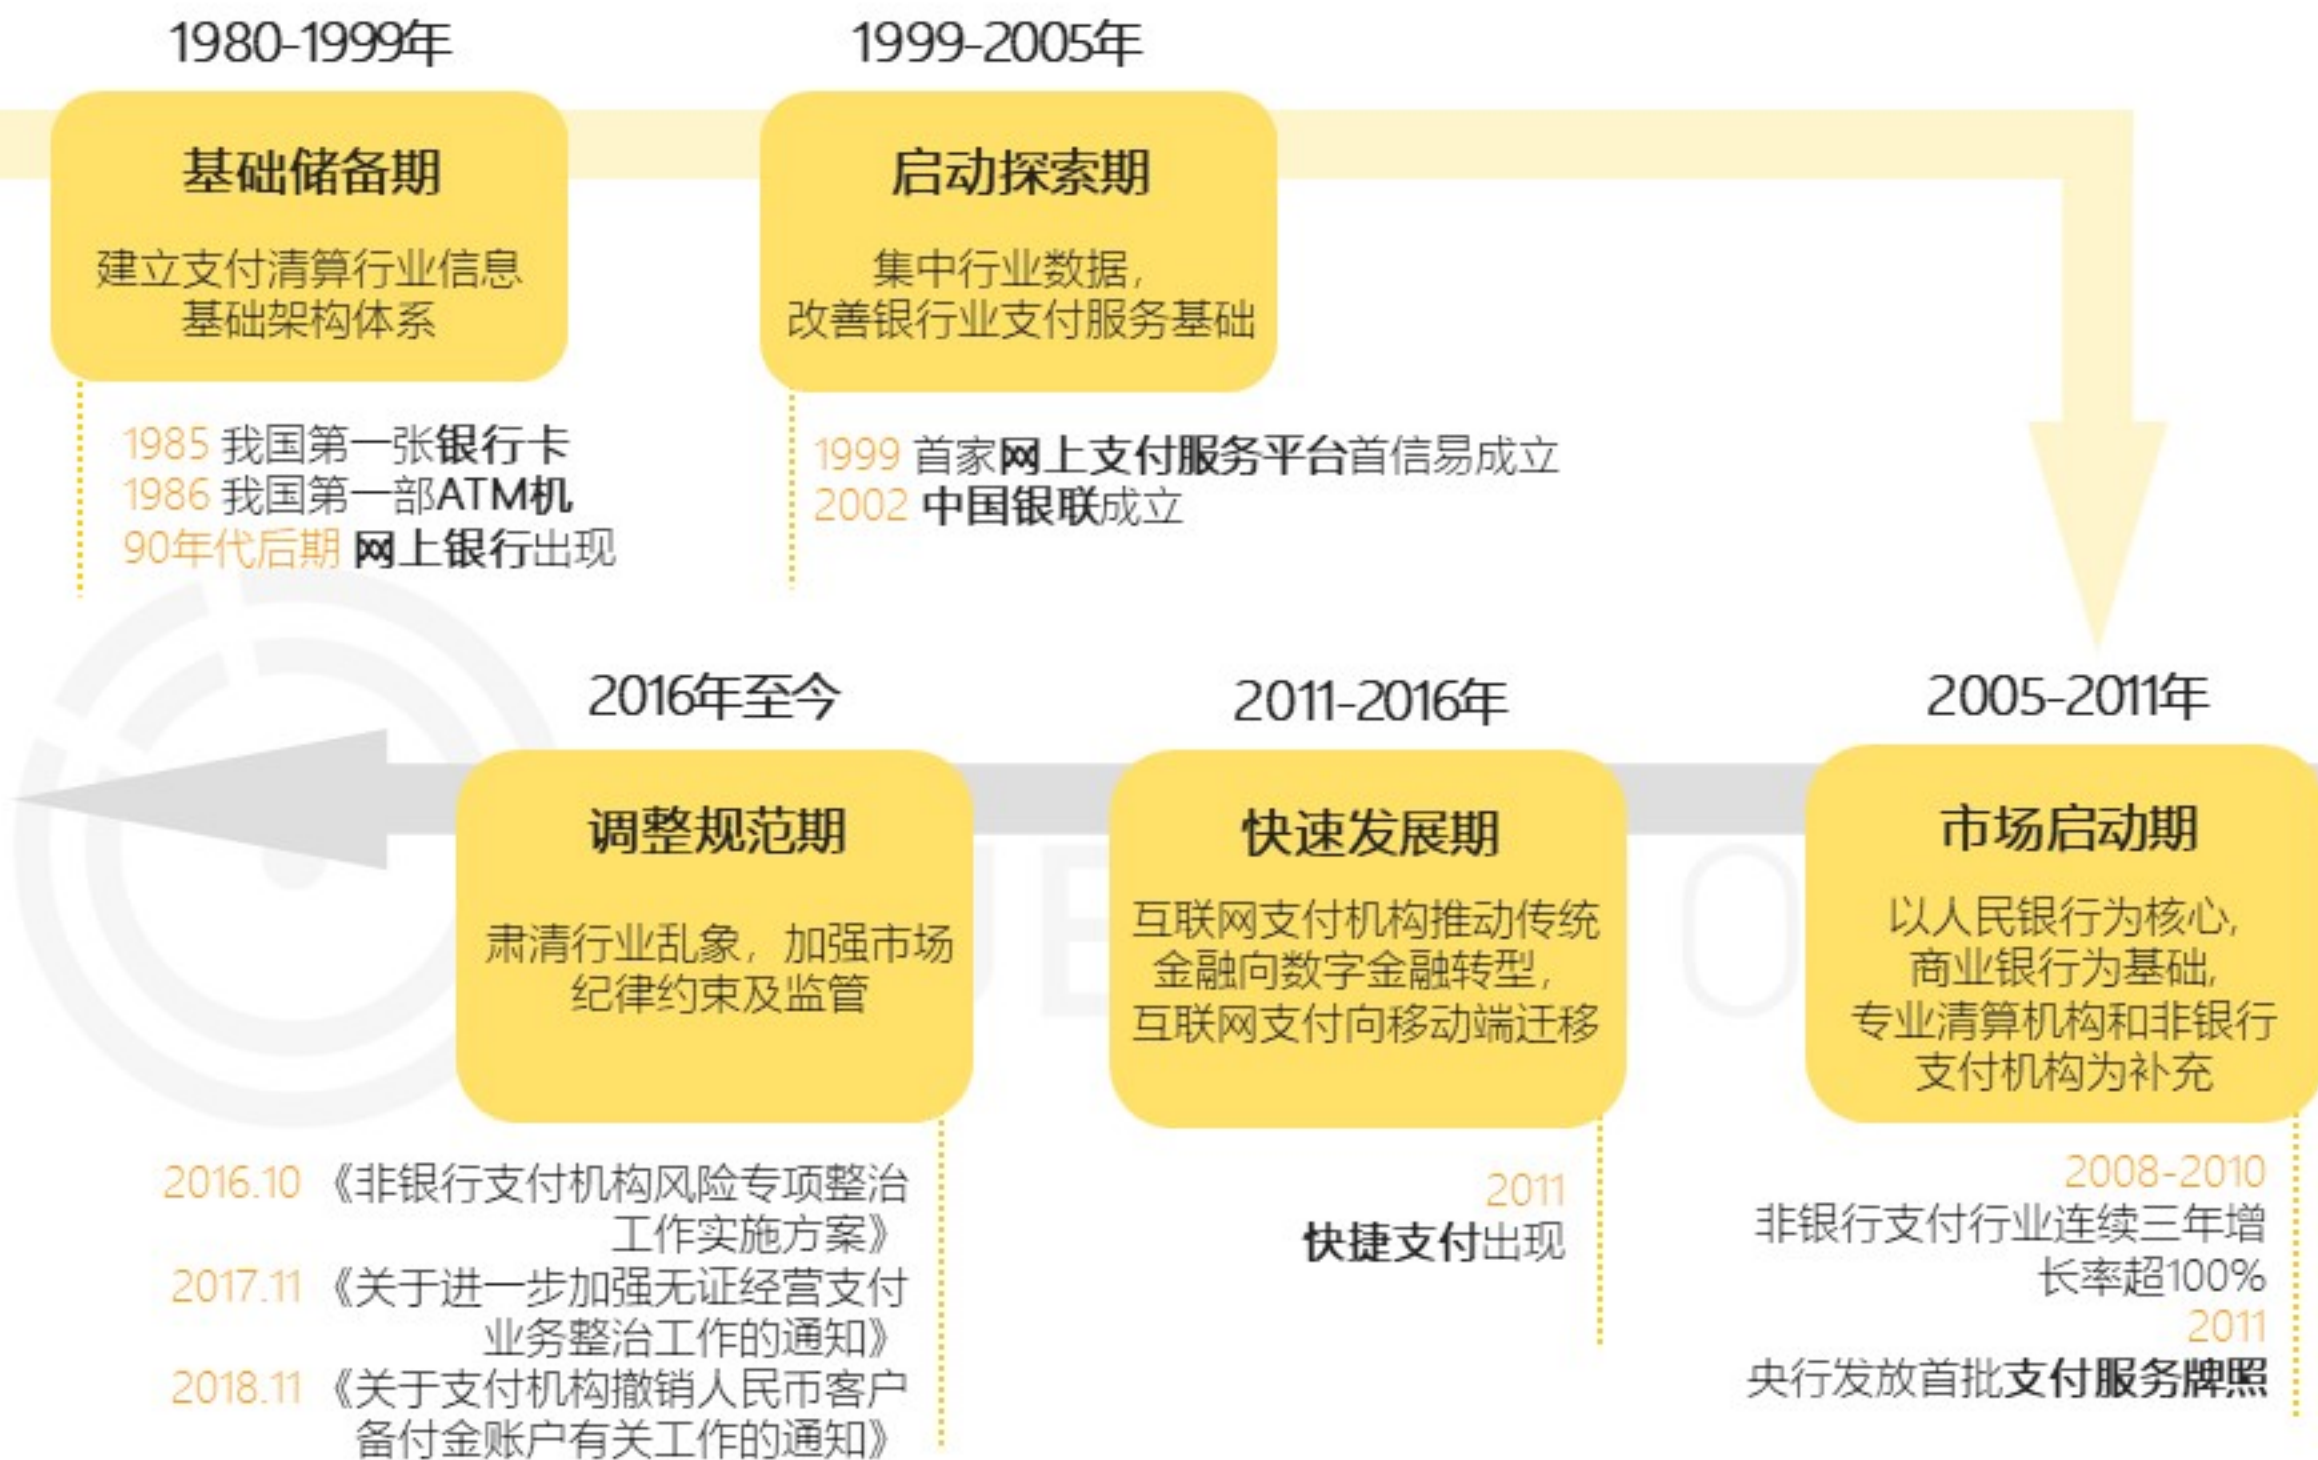 1980-1999年
基础储备期
建立支付清算行业信息
基础架构体系
1985 我国第一张银行卡
1986 我国第一部ATM机
90年代后期 网上银行出现
1999-2005年
启动探索期
集中行业数据，
改善银行业支付服务基础
1999 首家网上支付服务平台首信易成立
2002 中国银联成立
2005-2011年
市场启动期
以人民银行为核心，
商业银行为基础，
专业清算机构和非银行
支付机构为补充
2008-2010
非银行支付行业连续三年增
长率超100%
2011
央行发放首批支付服务牌照
2011-2016年
快速发展期
互联网支付机构推动传统
金融向数字金融转型，
互联网支付向移动端迁移
2011
快捷支付出现
2016年至今
调整规范期
肃清行业乱象，加强市场
纪律约束及监管
2016.10 《非银行支付机构风险专项整治
工作实施方案》
2017.11 《关于进一步加强无证经营支付
业务整治工作的通知》
2018.11 《关于支付机构撤销人民币客户
备付金账户有关工作的通知》